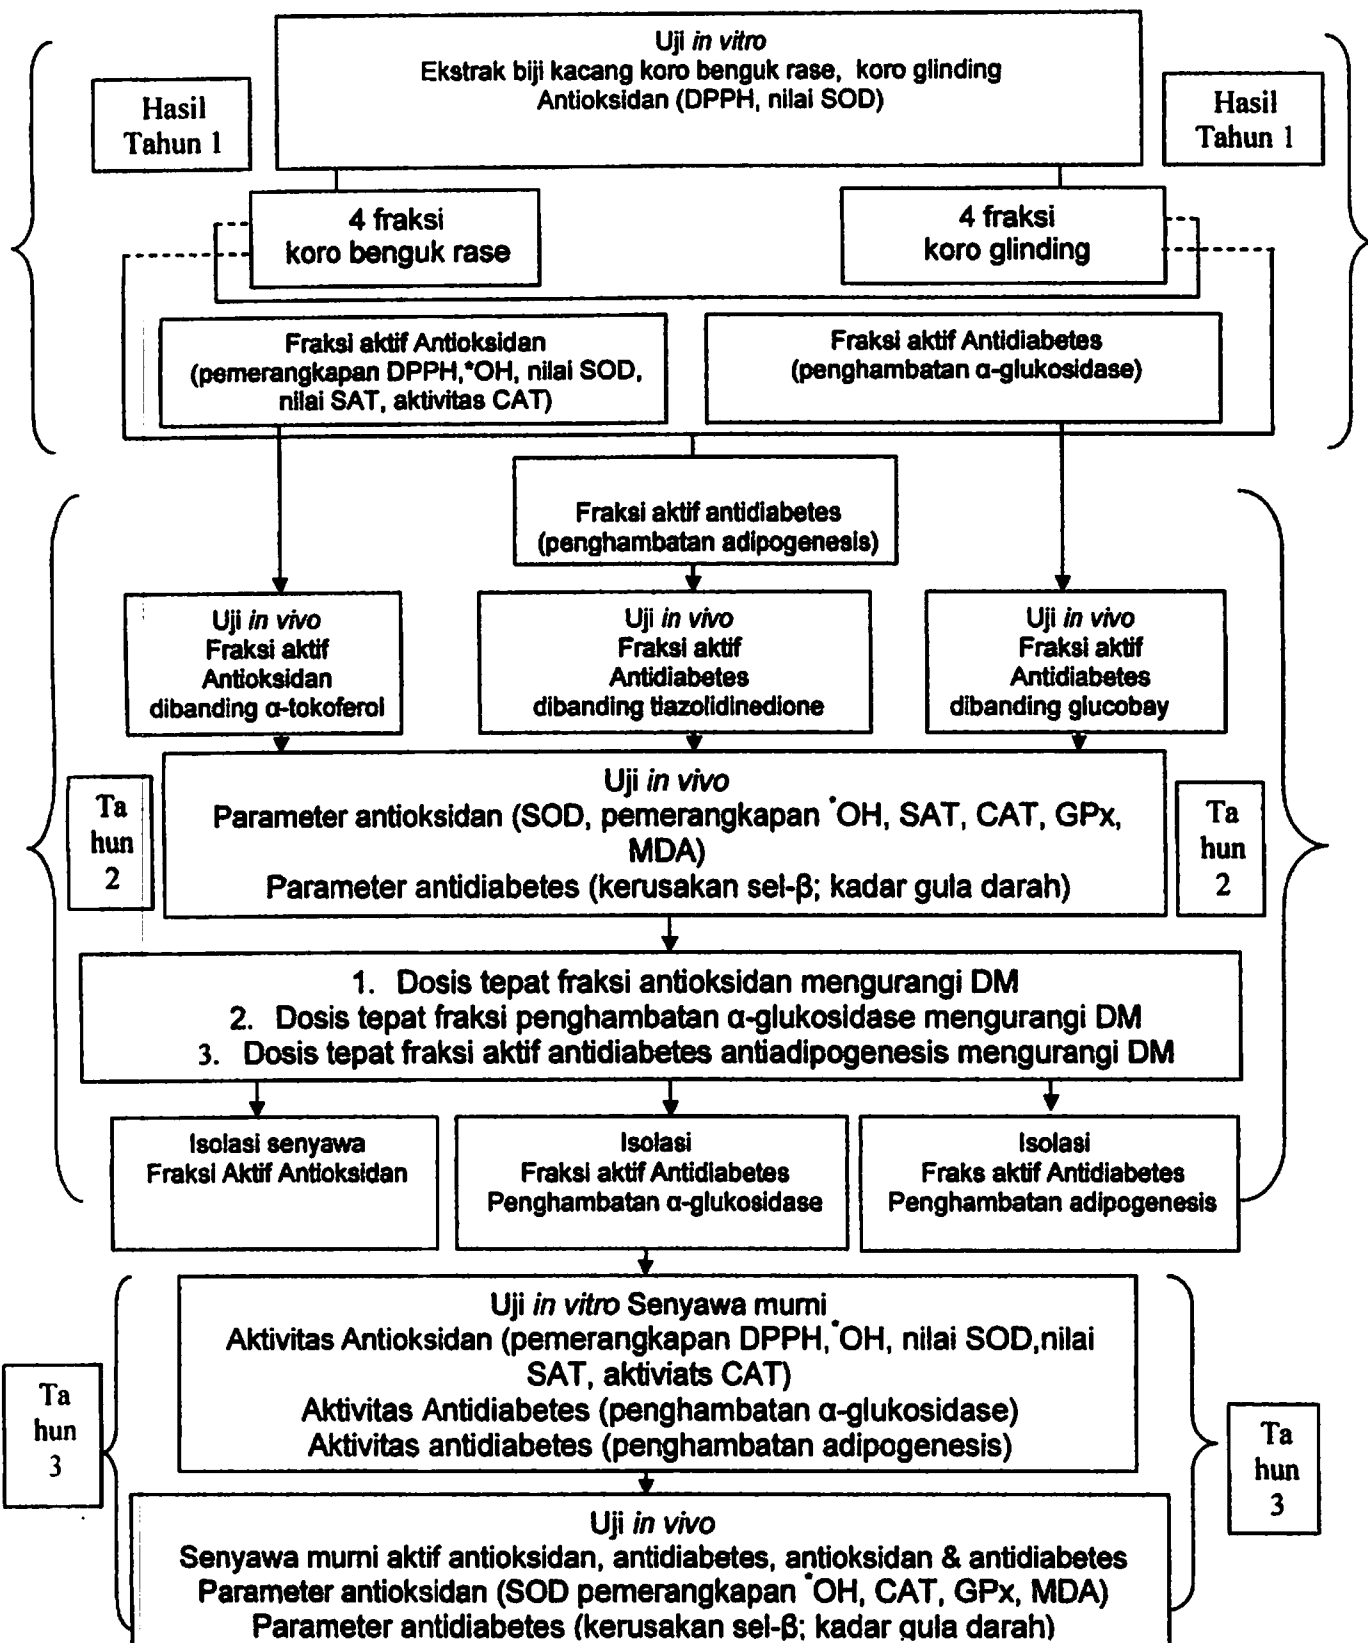 Uji in vitro
Ekstrak biji kacang koro benguk rase, koro glinding
Antioksidan (DPPH, nilai SOD)
Hasil
Tahun 1
Hasil
Tahun 1
4 fraksi
koro benguk rase
4 fraksi
koro glinding
Fraksi aktif Antioksidan
(pemerangkapan DPPH,*OH, nilai SOD,
nilai SAT, aktivitas CAT)
Fraksi aktif Antidiabetes
(penghambatan α-glukosidase)
Fraksi aktif antidiabetes
(penghambatan adipogenesis)
Uji in vivo
Fraksi aktif
Antioksidan
dibanding α-tokoferol
Uji in vivo
Fraksi aktif
Antidiabetes
dibanding tiazolidinedione
Uji in vivo
Fraksi aktif
Antidiabetes
dibanding glucobay
Ta
hun
2
Uji in vivo
Parameter antioksidan (SOD, pemerangkapan *OH, SAT, CAT, GPx,
MDA)
Parameter antidiabetes (kerusakan sel-β; kadar gula darah)
Ta
hun
2
1. Dosis tepat fraksi antioksidan mengurangi DM
2. Dosis tepat fraksi penghambatan α-glukosidase mengurangi DM
3. Dosis tepat fraksi aktif antidiabetes antiadipogenesis mengurangi DM
Isolasi senyawa
Fraksi Aktif Antioksidan
Isolasi
Fraksi aktif Antidiabetes
Penghambatan α-glukosidase
Isolasi
Fraks aktif Antidiabetes
Penghambatan adipogenesis
Ta
hun
3
Uji in vitro Senyawa murni
Aktivitas Antioksidan (pemerangkapan DPPH,*OH, nilai SOD,nilai
SAT, aktiviats CAT)
Aktivitas Antidiabetes (penghambatan α-glukosidase)
Aktivitas antidiabetes (penghambatan adipogenesis)
Ta
hun
3
Uji in vivo
Senyawa murni aktif antioksidan, antidiabetes, antioksidan & antidiabetes
Parameter antioksidan (SOD pemerangkapan *OH, CAT, GPx, MDA)
Parameter antidiabetes (kerusakan sel-β; kadar gula darah)